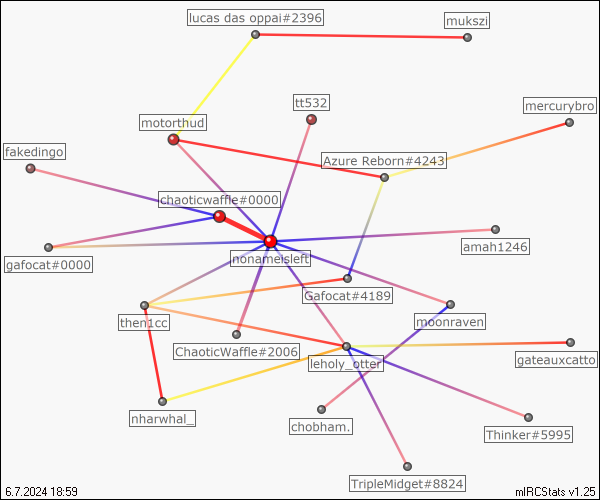 lucas das oppai#2396
mukszi
tt532
mercurybro
motorthud
fakedingo
Azure Reborn#4243
chaoticwaffle#0000
amah1246
nonameisleft
gafocat#0000
Gafocat#4189
then1cc
moonraven
ChaoticWaffle#2006
gateauxcatto
leholy_otter
nharwhal_
chobham.
Thinker#5995
TripleMidget#8824
6.7.2024 18:59
mIRCStats v1.25